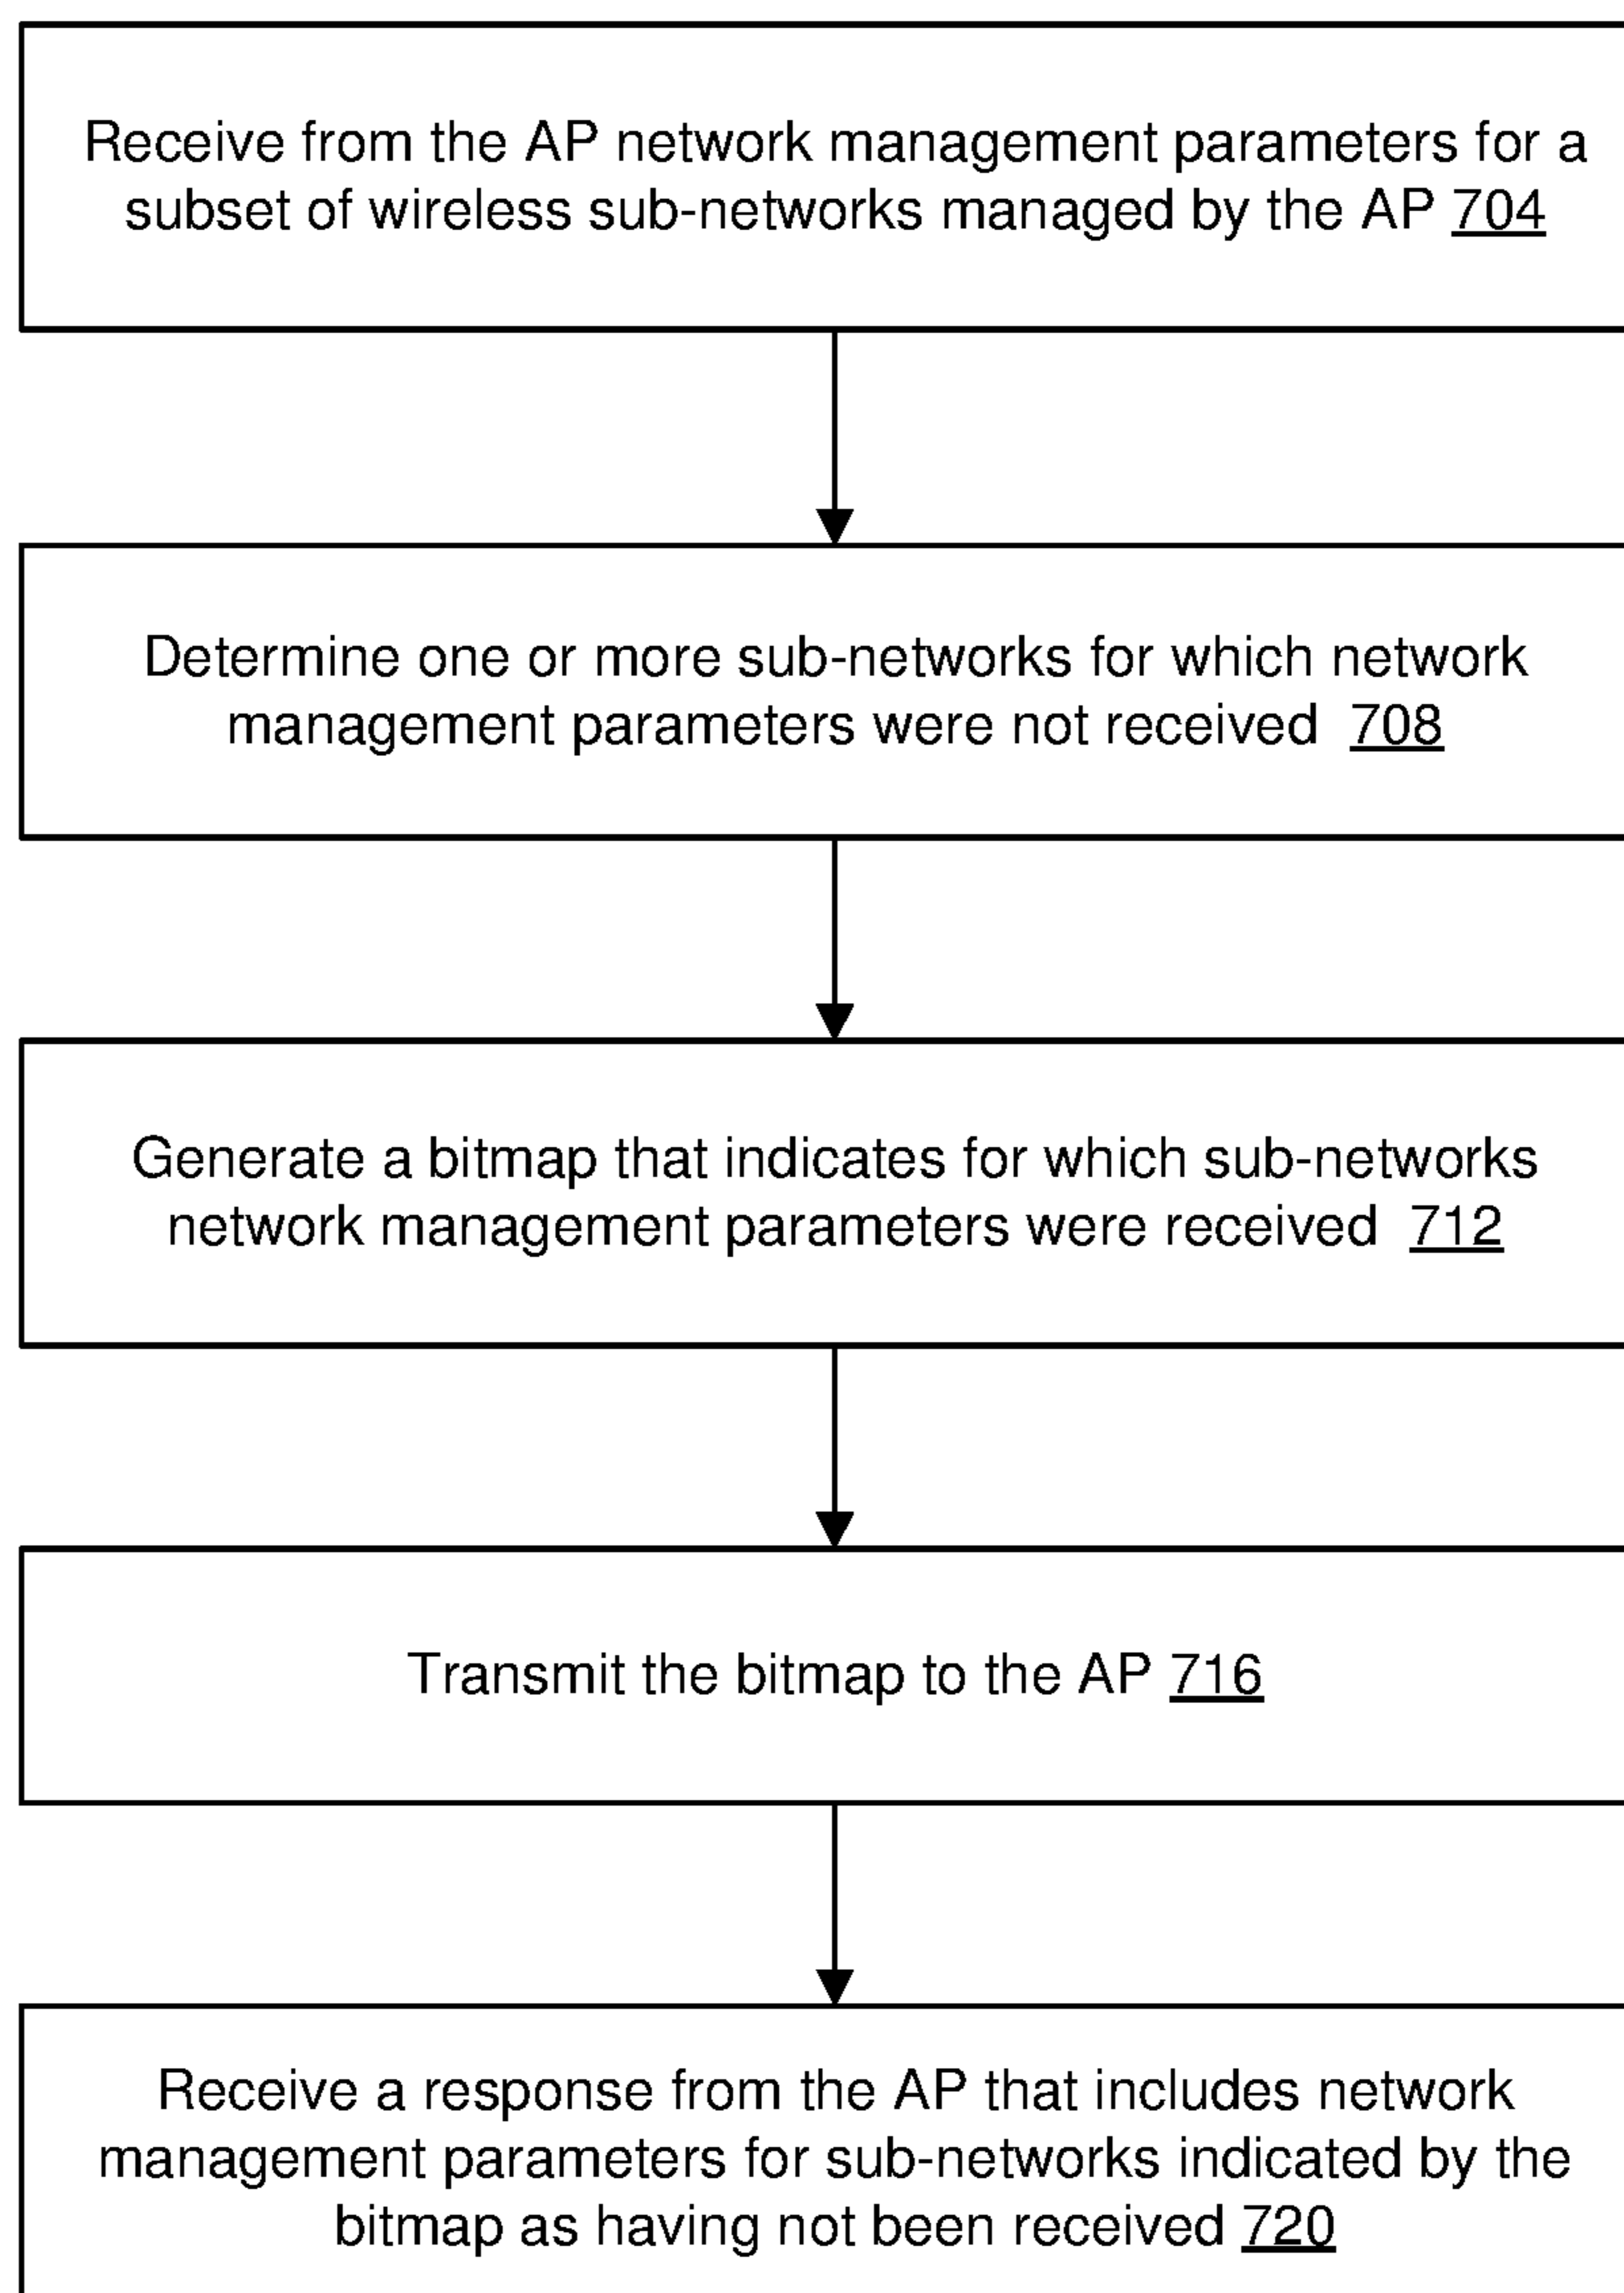 Receive from the AP network management parameters for a
subset of wireless sub-networks managed by the AP 704
Determine one or more sub-networks for which network
management parameters were not received 708
Generate a bitmap that indicates for which sub-networks
network management parameters were received 712
Transmit the bitmap to the AP 716
Receive a response from the AP that includes network
management parameters for sub-networks indicated by the
bitmap as having not been received 720